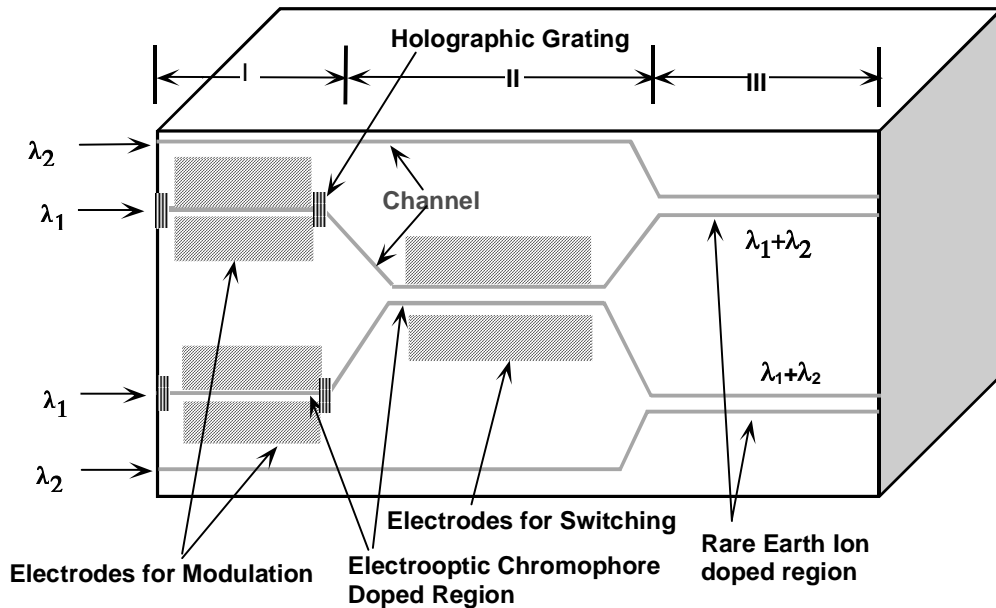 Holographic Grating
I
II
III
λ2
λ1
Channel
λ1+λ2
λ1
λ1+λ2
λ2
Electrodes for Switching
Electrodes for Modulation
Electrooptic Chromophore
Doped Region
Rare Earth Ion
doped region